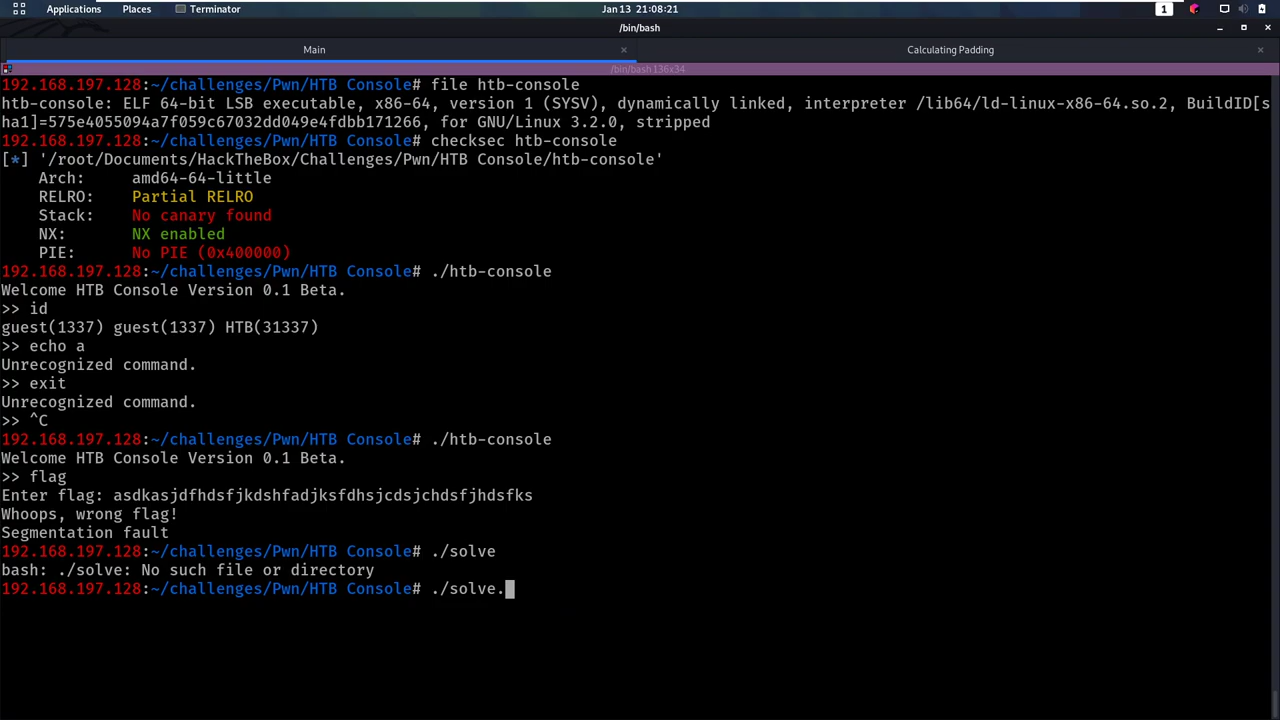 Applications Places Terminator Jan 13 21:08:21 1
/bin/bash
Main × Calculating Padding ×
/bin/bash 136x34
192.168.197.128:~/challenges/Pwn/HTB Console# file htb-console
htb-console: ELF 64-bit LSB executable, x86-64, version 1 (SYSV), dynamically linked, interpreter /lib64/ld-linux-x86-64.so.2, BuildID[s
ha1]=575e4055094a7f059c67032dd049e4fdbb171266, for GNU/Linux 3.2.0, stripped
192.168.197.128:~/challenges/Pwn/HTB Console# checksec htb-console
[*] '/root/Documents/HackTheBox/Challenges/Pwn/HTB Console/htb-console'
Arch: amd64-64-little
RELRO: Partial RELRO
Stack: No canary found
NX: NX enabled
PIE: No PIE (0x400000)
192.168.197.128:~/challenges/Pwn/HTB Console# ./htb-console
Welcome HTB Console Version 0.1 Beta.
>> id
guest(1337) guest(1337) HTB(31337)
>> echo a
Unrecognized command.
>> exit
Unrecognized command.
>> ^C
192.168.197.128:~/challenges/Pwn/HTB Console# ./htb-console
Welcome HTB Console Version 0.1 Beta.
>> flag
Enter flag: asdkasjdfhdsfjkdshfadjksfdhsjcdsjchdsfjhdsfks
Whoops, wrong flag!
Segmentation fault
192.168.197.128:~/challenges/Pwn/HTB Console# ./solve
bash: ./solve: No such file or directory
192.168.197.128:~/challenges/Pwn/HTB Console# ./solve.